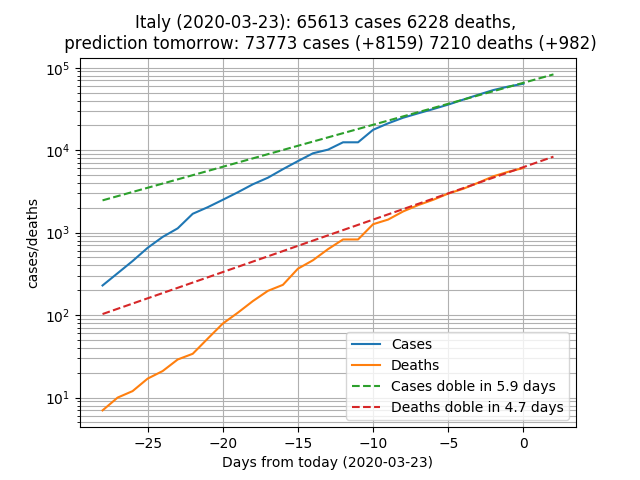 Italy (2020-03-23): 65613 cases 6228 deaths,
prediction tomorrow: 73773 cases (+8159) 7210 deaths (+982)
10^5
10^4
10^3
10^2
10^1
cases/deaths
Cases
Deaths
Cases doble in 5.9 days
Deaths doble in 4.7 days
−25 −20 −15 −10 −5 0
Days from today (2020-03-23)